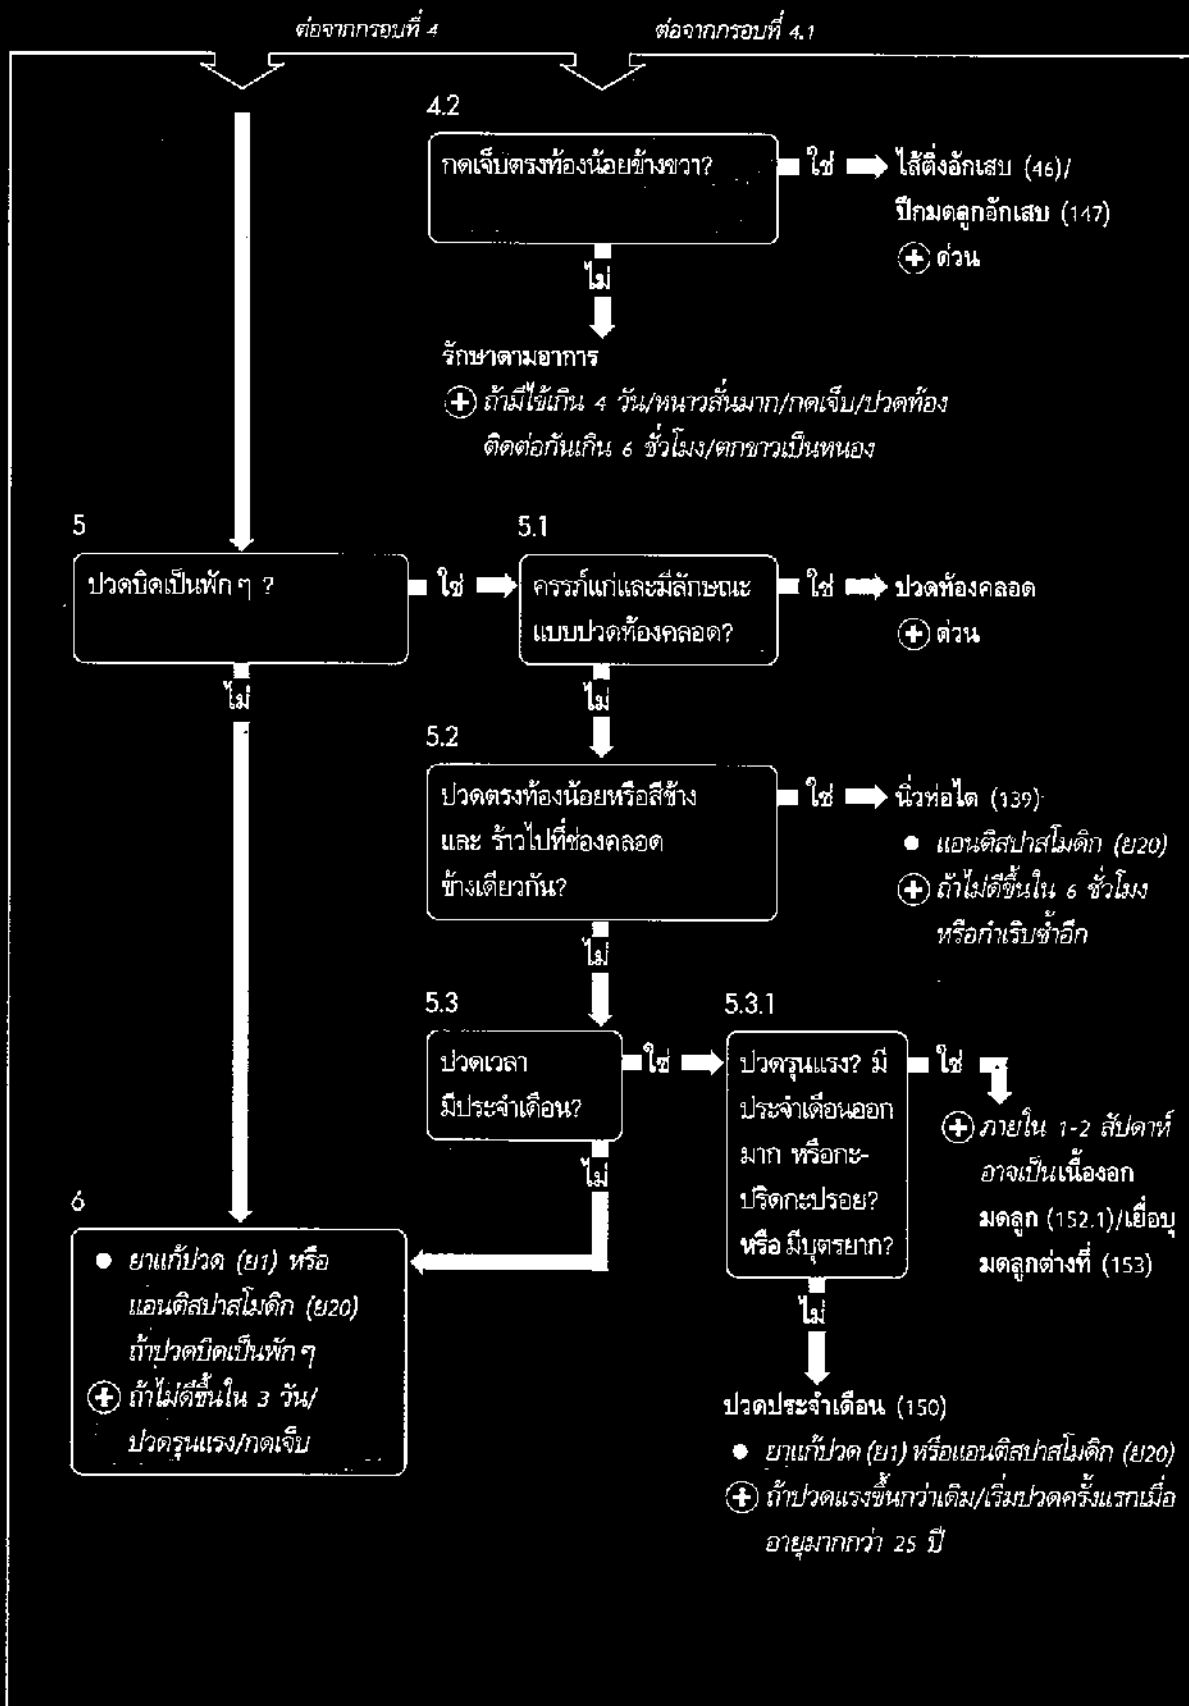 ต่อจากกรอบที่ 4
ต่อจากกรอบที่ 4.1
4.2
กดเจ็บตรงท้องน้อยข้างขวา?
ใช่
ไส้ติ่งอักเสบ (46)/
ปีกมดลูกอักเสบ (147)
ด่วน
ไม่
รักษาตามอาการ
ถ้ามีไข้เกิน 4 วัน/หนาวสั่นมาก/กดเจ็บ/ปวดท้อง
ติดต่อกันเกิน 6 ชั่วโมง/ตกขาวเป็นหนอง
5
ปวดบิดเป็นพักๆ ?
ใช่
5.1
ครรภ์แก่และมีลักษณะ
แบบปวดท้องคลอด?
ใช่
ปวดท้องคลอด
ด่วน
ไม่
ไม่
5.2
ปวดตรงท้องน้อยหรือสีข้าง
และ ร้าวไปที่ช่องคลอด
ข้างเดียวกัน?
ใช่
นิ่วท่อไต (139)
● แอนติสปาสโมดิก (ย20)
ถ้าไม่ดีขึ้นใน 6 ชั่วโมง
หรือกำเริบซ้ำอีก
ไม่
5.3
ปวดเวลา
มีประจำเดือน?
ใช่
5.3.1
ปวดรุนแรง? มี
ประจำเดือนออก
มาก หรือกะ-
ปริดกะปรอย?
หรือ มีบุตรยาก?
ใช่
ภายใน 1-2 สัปดาห์
อาจเป็นเนื้องอก
มดลูก (152.1)/เยื่อบุ
มดลูกต่างที่ (153)
ไม่
6
● ยาแก้ปวด (ย1) หรือ
แอนติสปาสโมดิก (ย20)
ถ้าปวดบิดเป็นพักๆ
ถ้าไม่ดีขึ้นใน 3 วัน/
ปวดรุนแรง/กดเจ็บ
ไม่
ปวดประจำเดือน (150)
● ยาแก้ปวด (ย1) หรือแอนติสปาสโมดิก (ย20)
ถ้าปวดแรงขึ้นกว่าเดิม/เริ่มปวดครั้งแรกเมื่อ
อายุมากกว่า 25 ปี